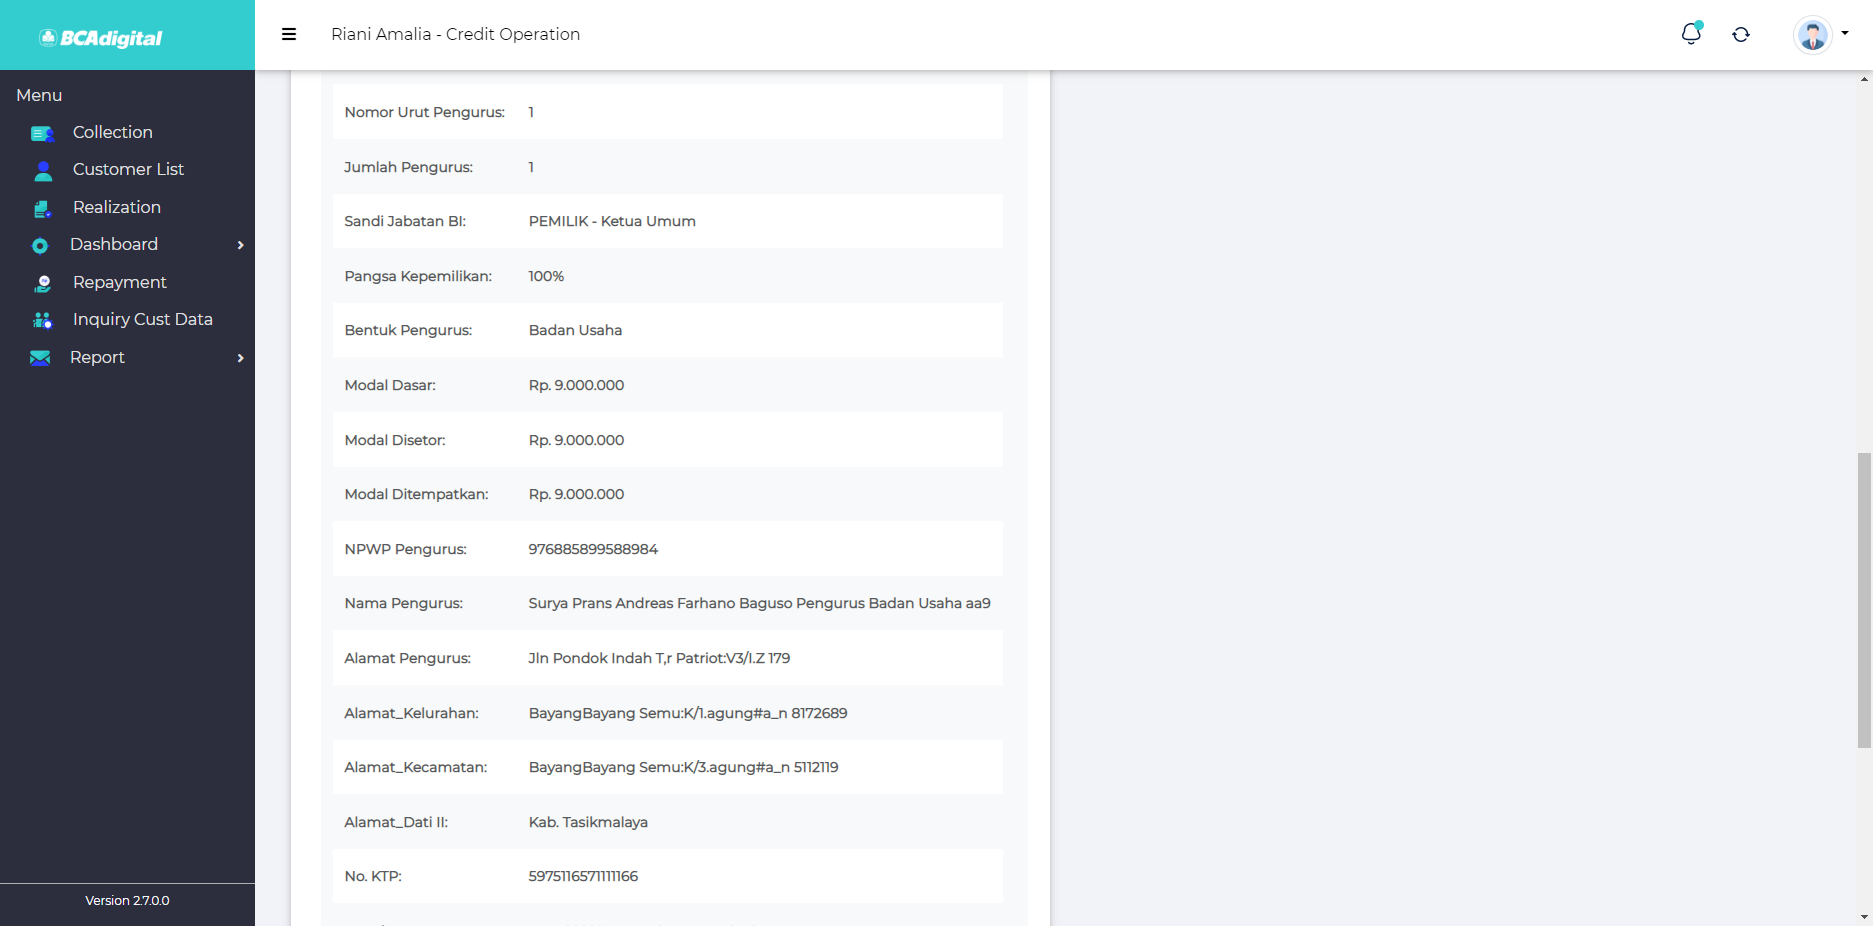 BCAdigital
Riani Amalia - Credit Operation
Menu
Collection
Customer List
Realization
Dashboard
Repayment
Inquiry Cust Data
Report
Version 2.7.0.0
Nomor Urut Pengurus: 1
Jumlah Pengurus: 1
Sandi Jabatan BI: PEMILIK - Ketua Umum
Pangsa Kepemilikan: 100%
Bentuk Pengurus: Badan Usaha
Modal Dasar: Rp. 9.000.000
Modal Disetor: Rp. 9.000.000
Modal Ditempatkan: Rp. 9.000.000
NPWP Pengurus: 976885899588984
Nama Pengurus: Surya Prans Andreas Farhano Baguso Pengurus Badan Usaha aa9
Alamat Pengurus: Jln Pondok Indah T,r Patriot:V3/I.Z 179
Alamat_Kelurahan: BayangBayang Semu:K/1.agung#a_n 8172689
Alamat_Kecamatan: BayangBayang Semu:K/3.agung#a_n 5112119
Alamat_Dati II: Kab. Tasikmalaya
No. KTP: 5975116571111166